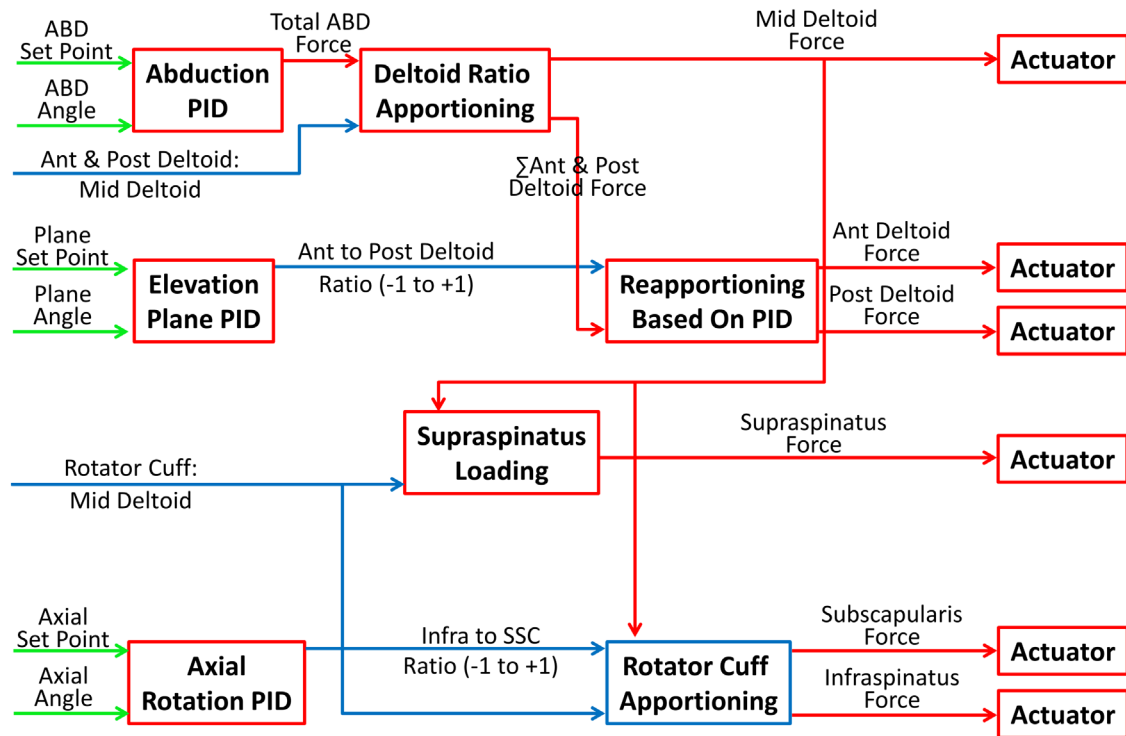 ABD
Set Point
ABD
Angle
Abduction
PID
Total ABD
Force
Deltoid Ratio
Apportioning
Mid Deltoid
Force
Actuator
Ant & Post Deltoid:
Mid Deltoid
∑Ant & Post
Deltoid Force
Plane
Set Point
Plane
Angle
Elevation
Plane PID
Ant to Post Deltoid
Ratio (-1 to +1)
Reapportioning
Based On PID
Ant Deltoid
Force
Actuator
Post Deltoid
Force
Actuator
Supraspinatus
Loading
Supraspinatus
Force
Actuator
Rotator Cuff:
Mid Deltoid
Axial
Set Point
Axial
Angle
Axial
Rotation PID
Infra to SSC
Ratio (-1 to +1)
Rotator Cuff
Apportioning
Subscapularis
Force
Actuator
Infraspinatus
Force
Actuator